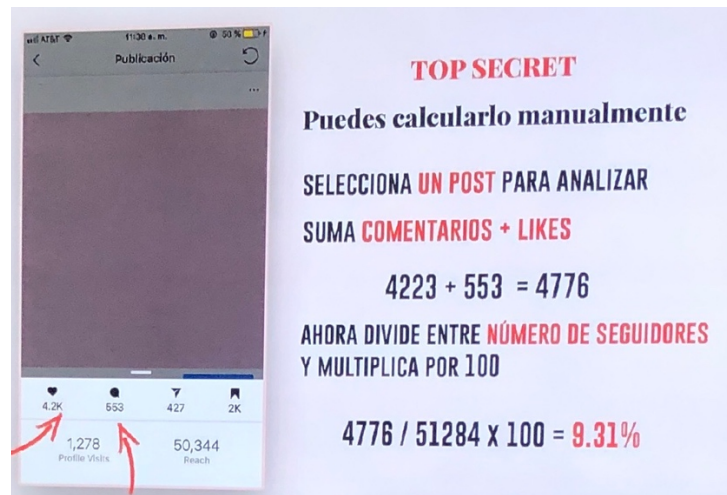 AT&T
11:30 a. m.
50 %
Publicación
...
4.2K
553
427
2K
1,278
Profile Visits
50,344
Reach
TOP SECRET
Puedes calcularlo manualmente
SELECCIONA UN POST PARA ANALIZAR
SUMA COMENTARIOS + LIKES
4223 + 553 = 4776
AHORA DIVIDE ENTRE NÚMERO DE SEGUIDORES
Y MULTIPLICA POR 100
4776 / 51284 X 100 = 9.31%